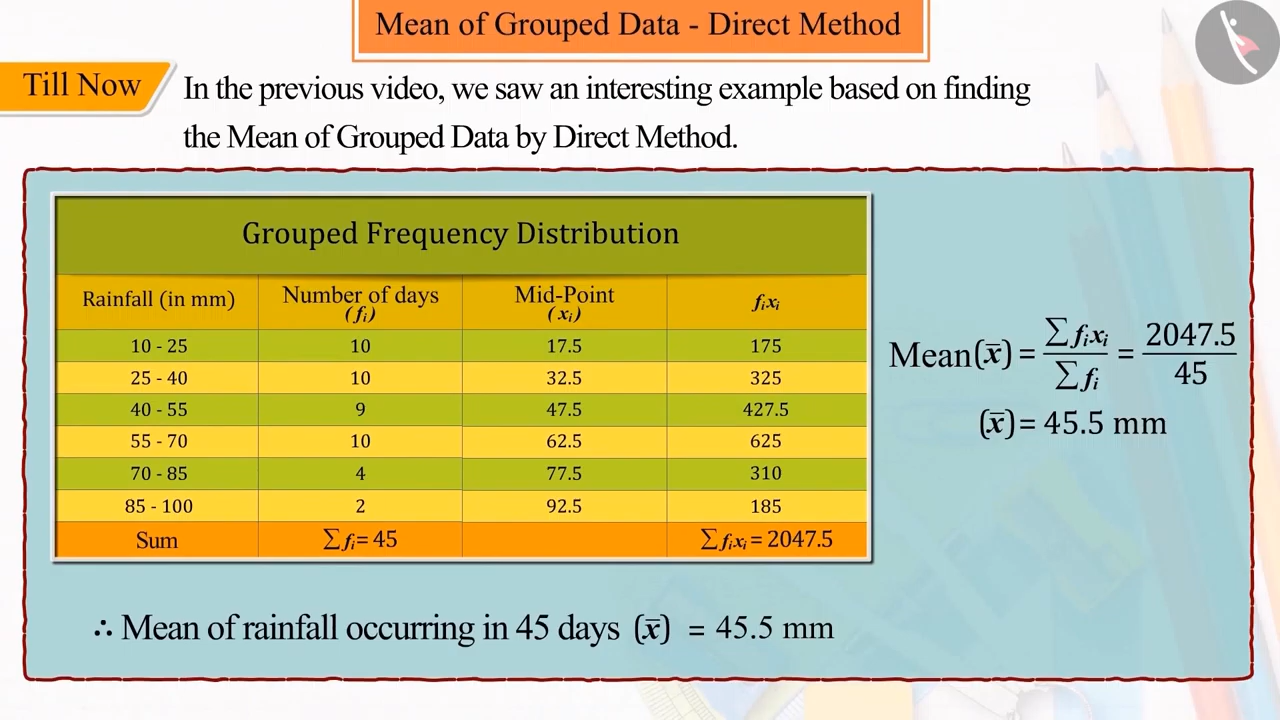 Mean of Grouped Data - Direct Method
Till Now
In the previous video, we saw an interesting example based on finding
the Mean of Grouped Data by Direct Method.
Grouped Frequency Distribution
Rainfall (in mm) Number of days (fᵢ) Mid-Point (xᵢ) fᵢxᵢ
10 - 25 10 17.5 175
25 - 40 10 32.5 325
40 - 55 9 47.5 427.5
55 - 70 10 62.5 625
70 - 85 4 77.5 310
85 - 100 2 92.5 185
Sum ∑fᵢ= 45 ∑fᵢxᵢ = 2047.5
Mean(x̅) = ∑fᵢxᵢ / ∑fᵢ = 2047.5 / 45
(x̅)= 45.5 mm
∴ Mean of rainfall occurring in 45 days (x̅) = 45.5 mm